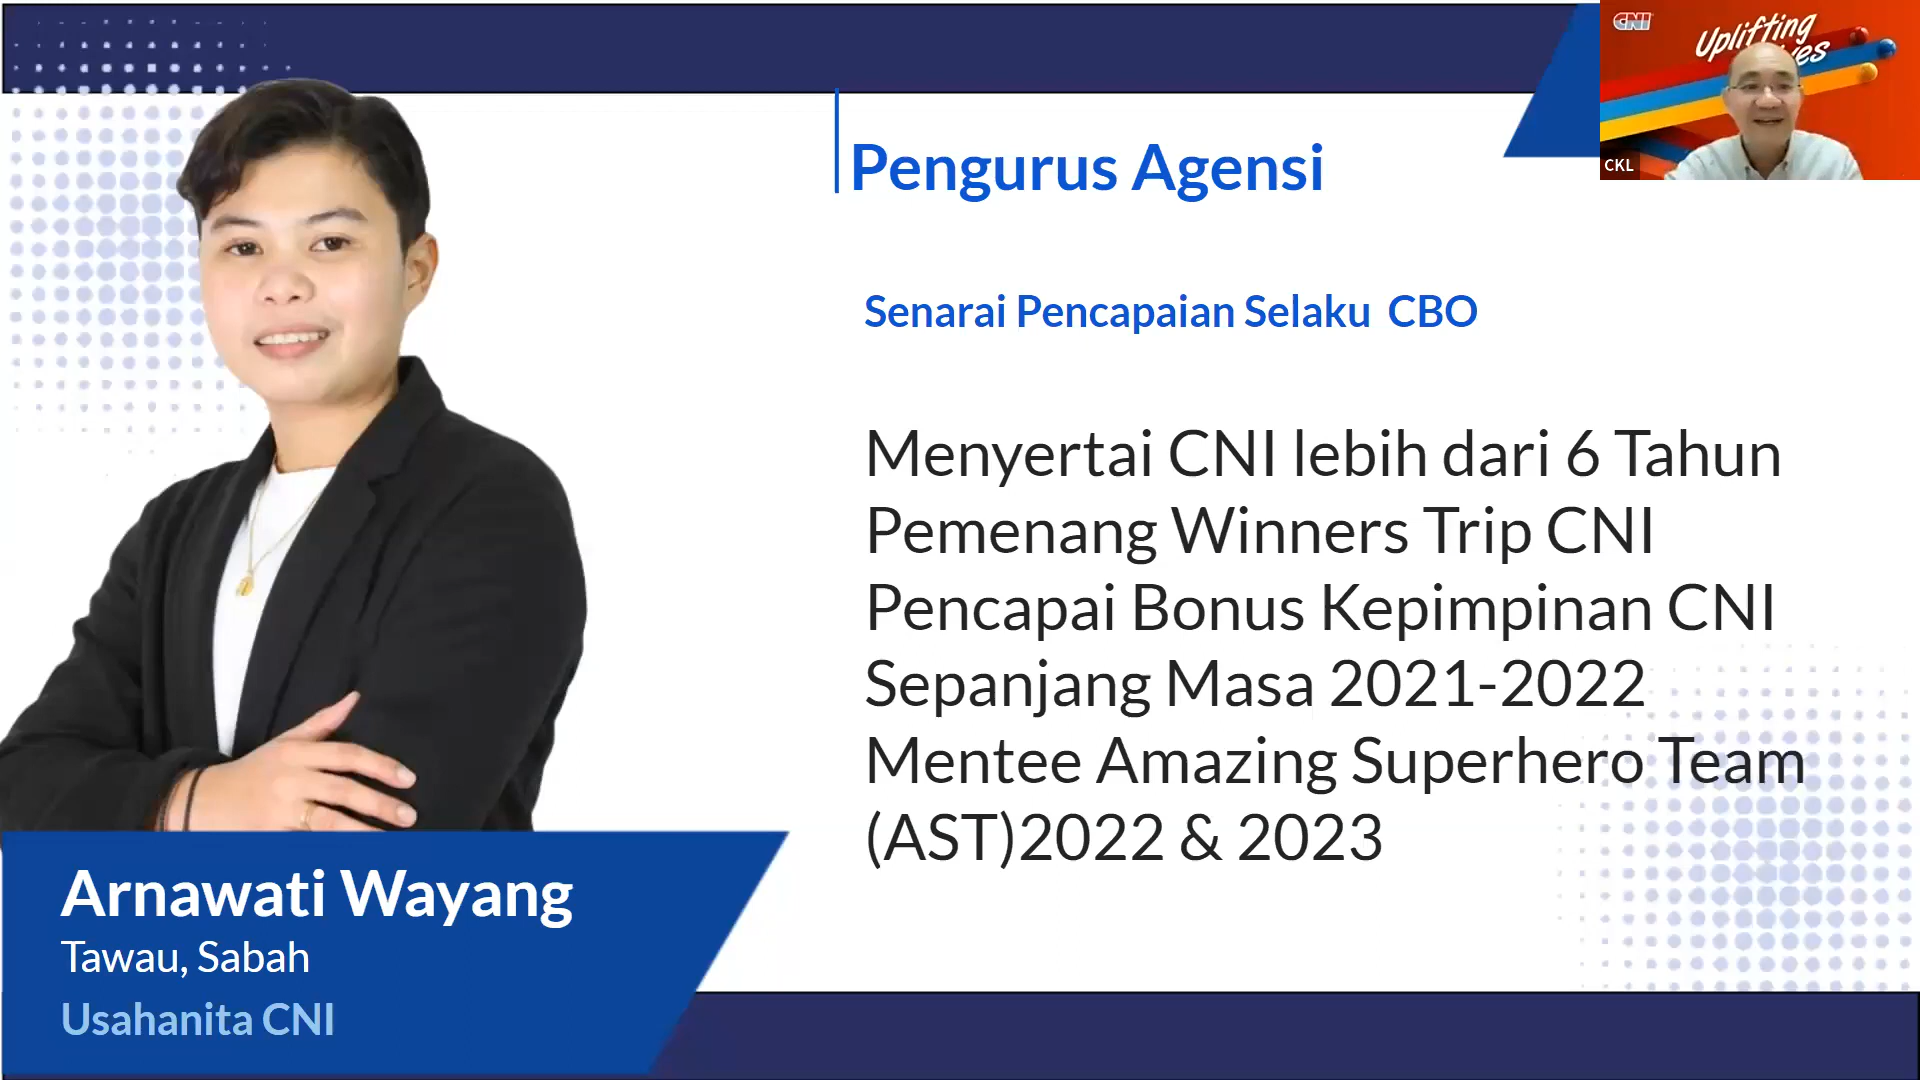 Pengurus Agensi
Senarai Pencapaian Selaku CBO
Menyertai CNI lebih dari 6 Tahun
Pemenang Winners Trip CNI
Pencapai Bonus Kepimpinan CNI
Sepanjang Masa 2021-2022
Mentee Amazing Superhero Team
(AST)2022 & 2023
Arnawati Wayang
Tawau, Sabah
Usahanita CNI
CNI
Uplifting
CKL